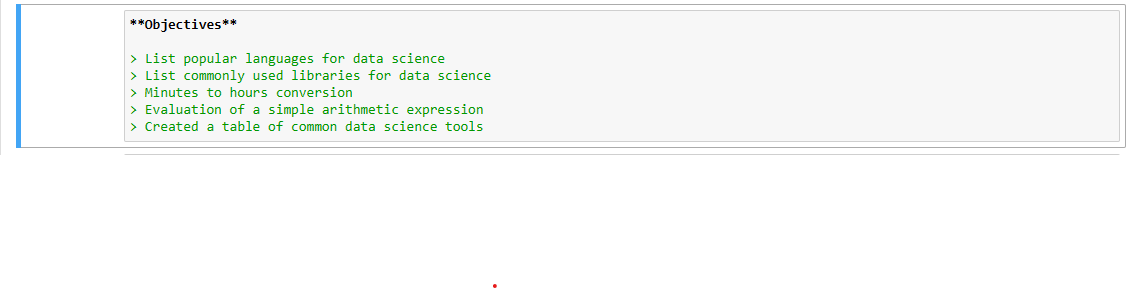 **Objectives**
> List popular languages for data science
> List commonly used libraries for data science
> Minutes to hours conversion
> Evaluation of a simple arithmetic expression
> Created a table of common data science tools